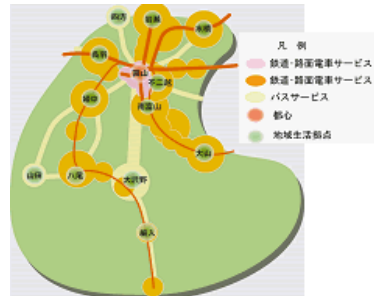 四方
岩瀬
水橋
呉羽
富山
不二越
南富山
婦中
大山
山田
八尾
大沢野
細入
凡 例
鉄道・路面電車サービス
鉄道・路面電車サービス
バスサービス
都心
地域生活拠点